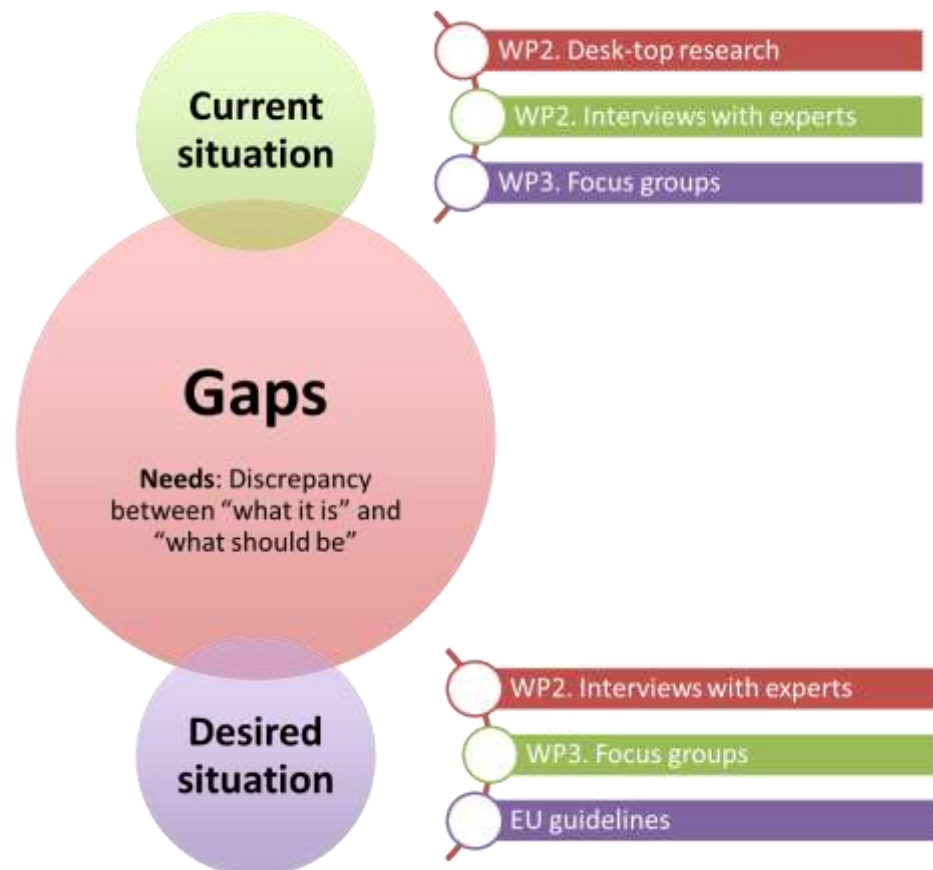 Current
situation
WP2. Desk-top research
WP2. Interviews with experts
WP3. Focus groups
Gaps
Needs: Discrepancy
between “what it is” and
“what should be”
Desired
situation
WP2. Interviews with experts
WP3. Focus groups
EU guidelines